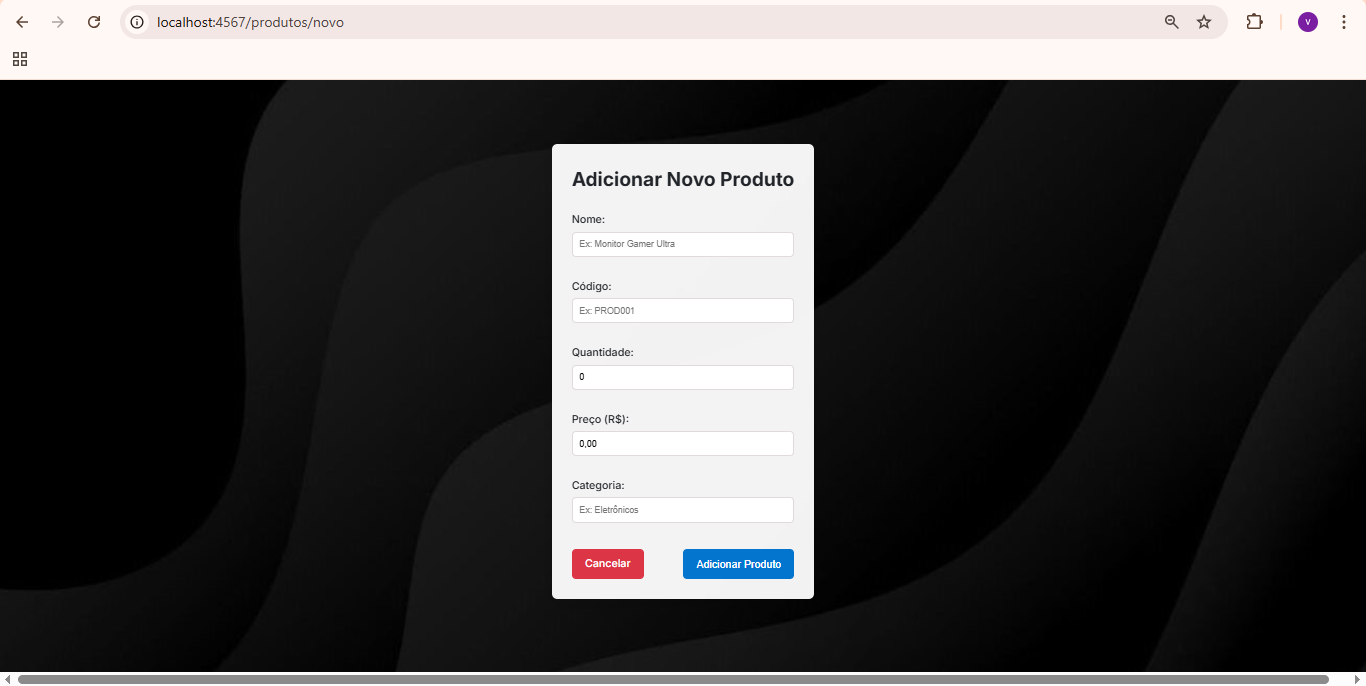 localhost:4567/produtos/novo
V
Adicionar Novo Produto
Nome:
Ex: Monitor Gamer Ultra
Código:
Ex: PROD001
Quantidade:
0
Preço (R$):
0,00
Categoria:
Ex: Eletrônicos
Cancelar
Adicionar Produto